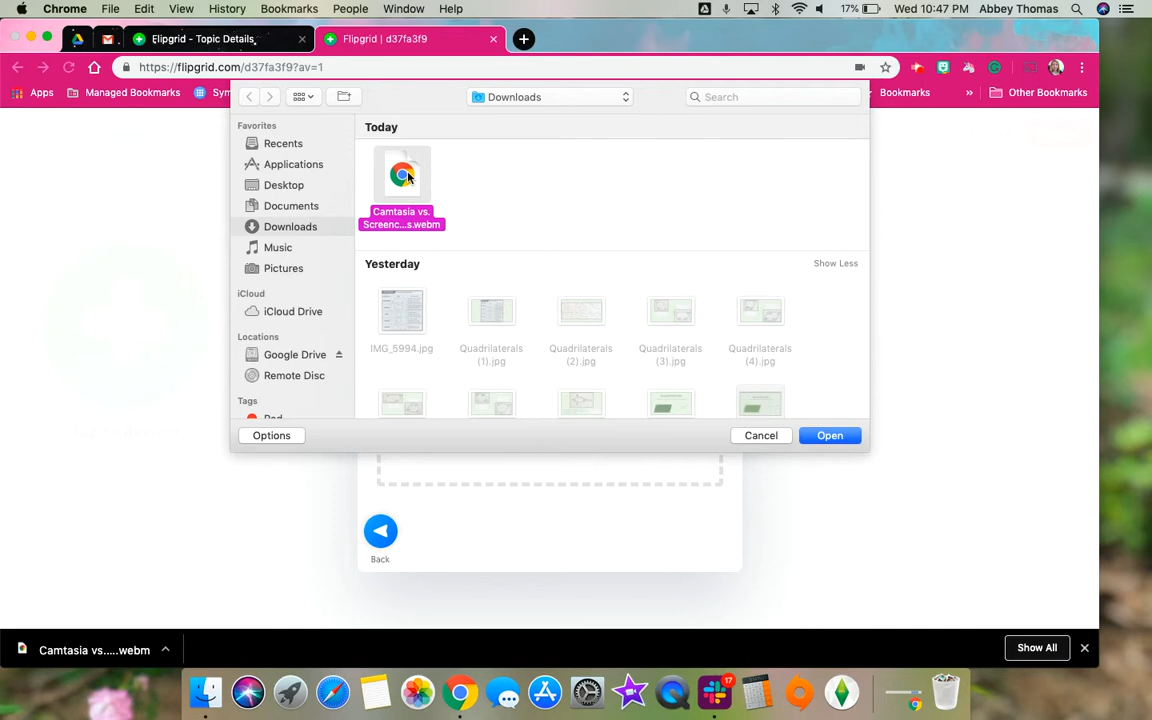 Chrome File Edit View History Bookmarks People Window Help 17% Wed 10:47 PM Abbey Thomas
Flipgrid - Topic Details Flipgrid | d37fa3f9
https://flipgrid.com/d37fa3f9?av=1
Apps Managed Bookmarks Bookmarks » Other Bookmarks
Downloads Search
Favorites
Recents
Applications
Desktop
Documents
Downloads
Music
Pictures
iCloud
iCloud Drive
Locations
Google Drive
Remote Disc
Tags
Red
Today
Camtasia vs.
Screenc...s.webm
Yesterday Show Less
IMG_5994.jpg
Quadrilaterals
(1).jpg
Quadrilaterals
(2).jpg
Quadrilaterals
(3).jpg
Quadrilaterals
(4).jpg
Options Cancel Open
Back
Camtasia vs.....webm Show All
17